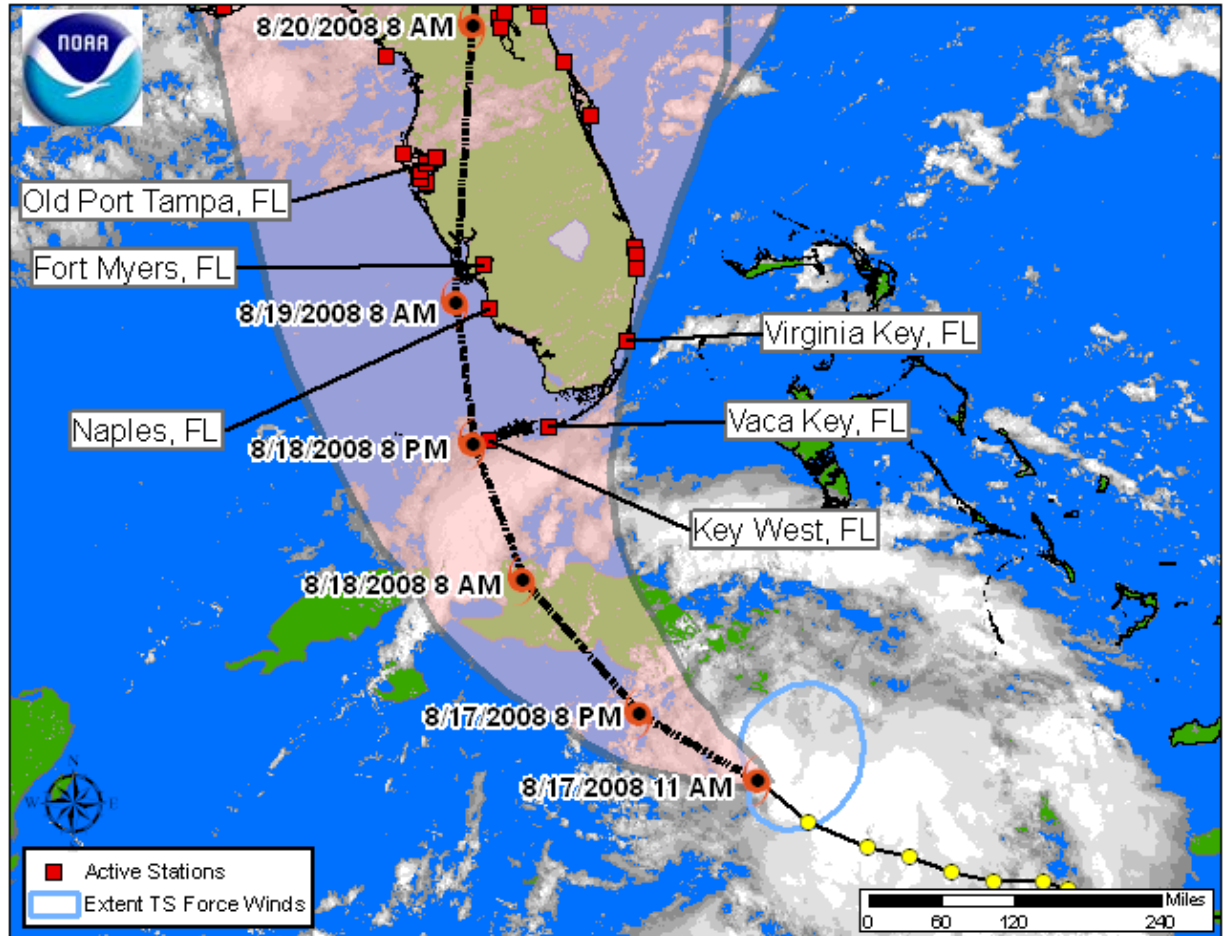 8/20/2008 8 AM
NOAA
Old Port Tampa, FL
Fort Myers, FL
8/19/2008 8 AM
Virginia Key, FL
Naples, FL
Vaca Key, FL
8/18/2008 8 PM
Key West, FL
8/18/2008 8 AM
8/17/2008 8 PM
8/17/2008 11 AM
N
W
E
S
Active Stations
Extent TS Force Winds
Miles
0 60 120 240